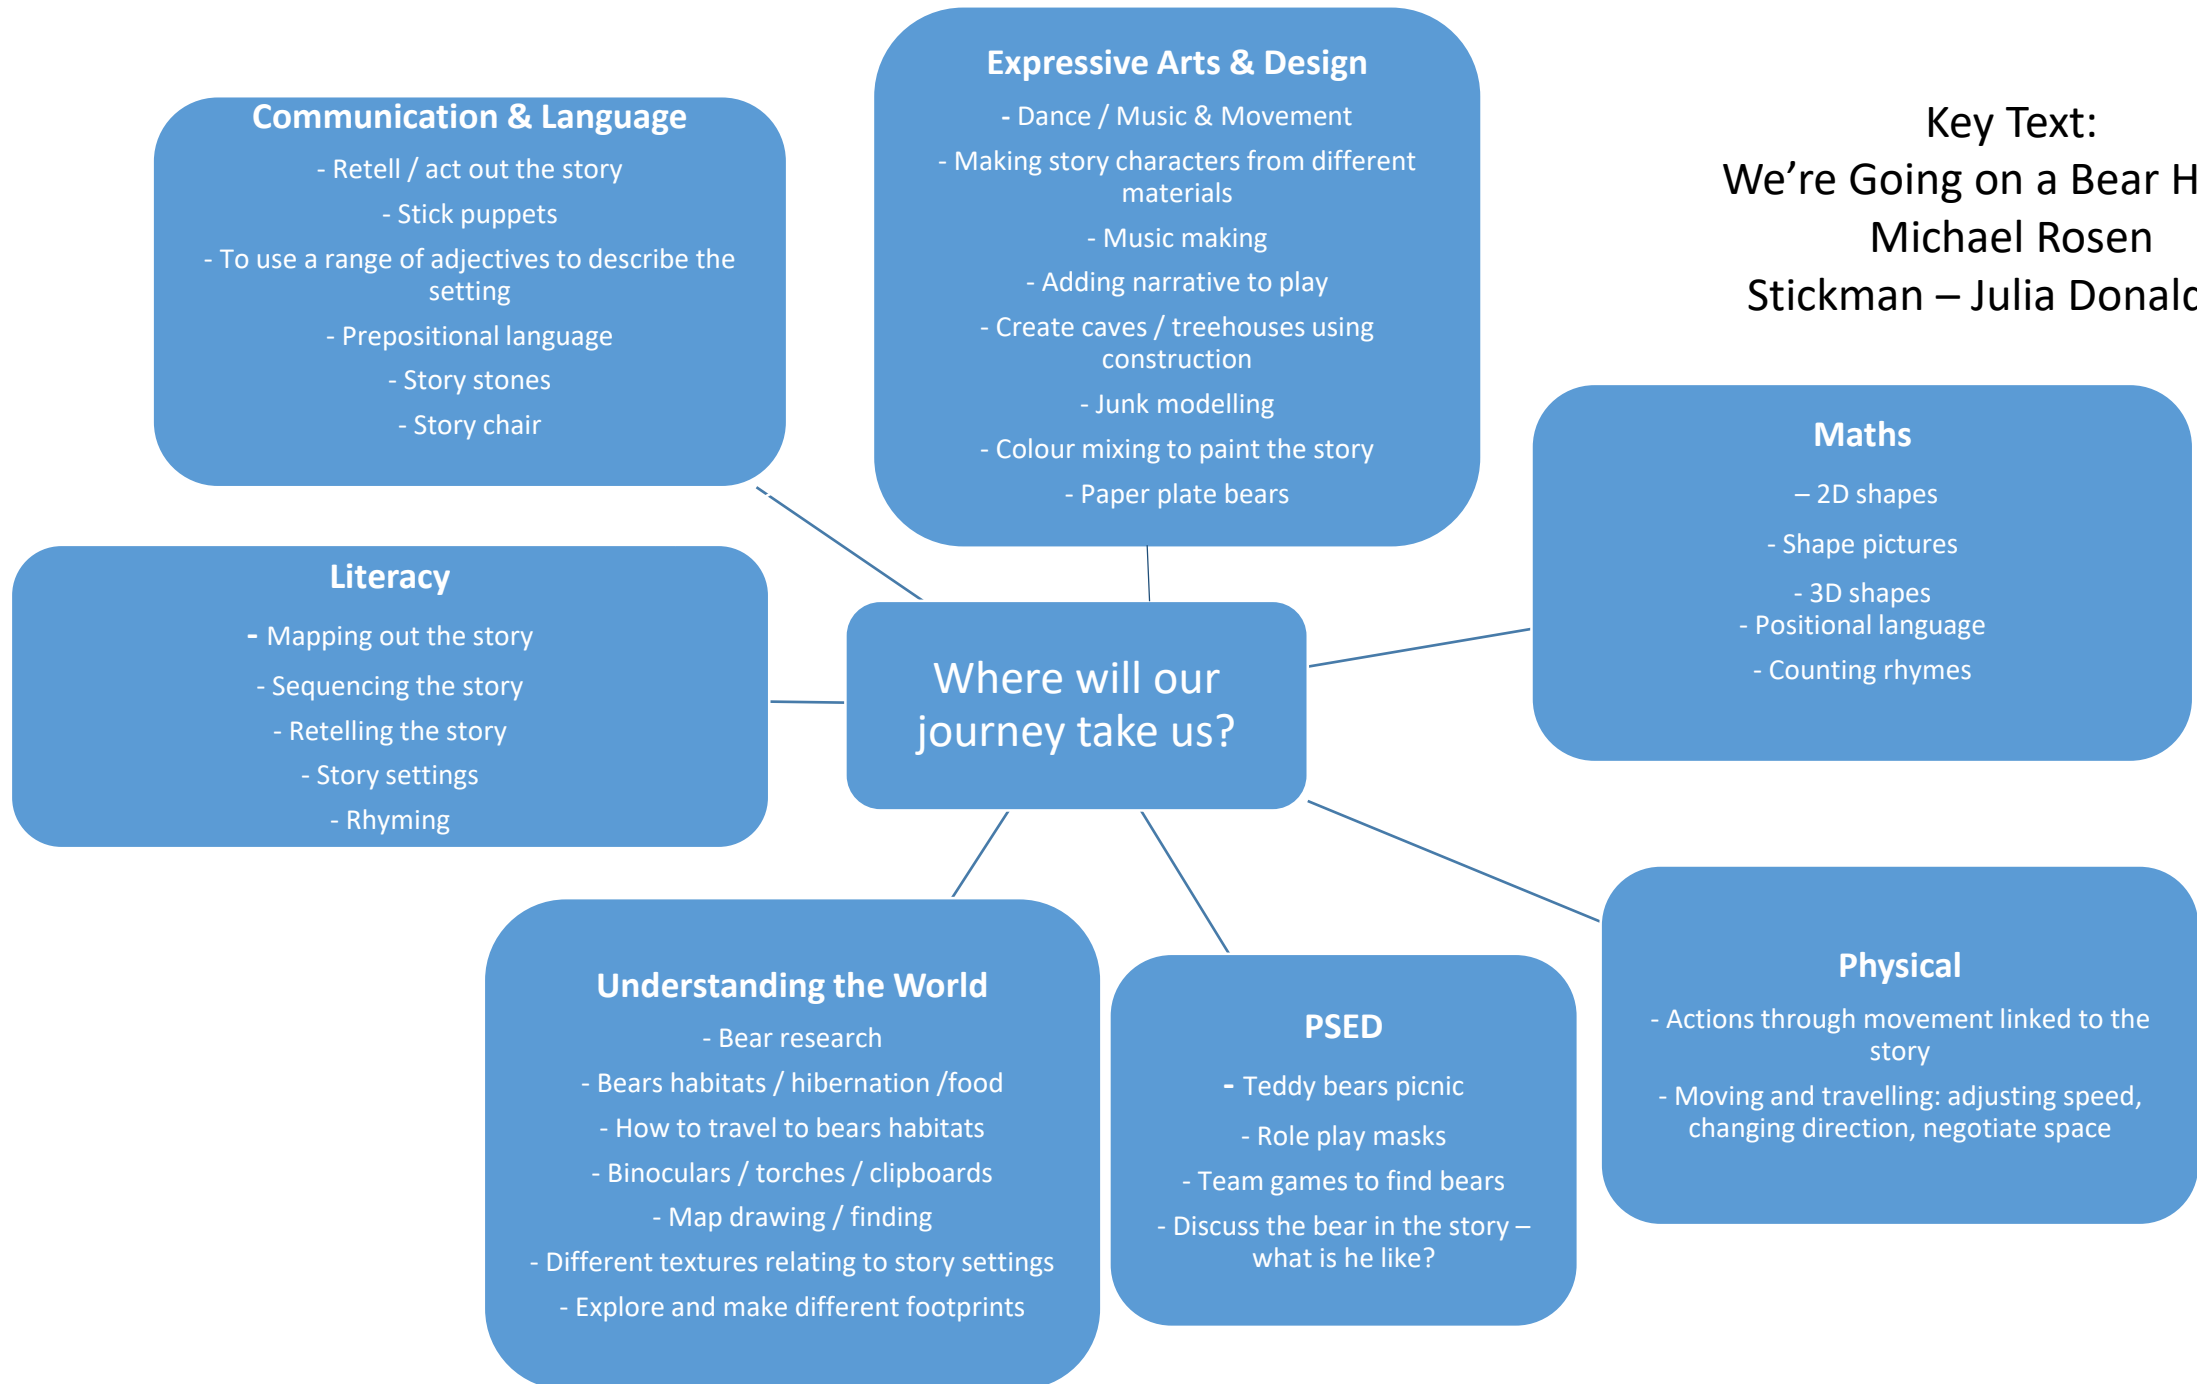 Expressive Arts & Design
- Dance / Music & Movement
- Making story characters from different
materials
- Music making
- Adding narrative to play
- Create caves / treehouses using
construction
- Junk modelling
- Colour mixing to paint the story
- Paper plate bears
Communication & Language
- Retell / act out the story
- Stick puppets
- To use a range of adjectives to describe the
setting
- Prepositional language
- Story stones
- Story chair
Key Text:
We're Going on a Bear H
Michael Rosen
Stickman – Julia Donald
Maths
– 2D shapes
- Shape pictures
- 3D shapes
- Positional language
- Counting rhymes
Literacy
- Mapping out the story
- Sequencing the story
- Retelling the story
- Story settings
- Rhyming
Where will our
journey take us?
Understanding the World
- Bear research
- Bears habitats / hibernation /food
- How to travel to bears habitats
- Binoculars / torches / clipboards
- Map drawing / finding
- Different textures relating to story settings
- Explore and make different footprints
PSED
- Teddy bears picnic
- Role play masks
- Team games to find bears
- Discuss the bear in the story –
what is he like?
Physical
- Actions through movement linked to the
story
- Moving and travelling: adjusting speed,
changing direction, negotiate space